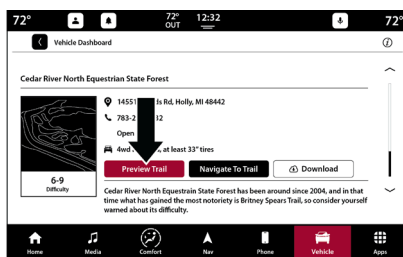 72° 72° OUT 12:32 72°
Vehicle Dashboard
Cedar River North Equestrian State Forest
14551 Rd, Holly, MI 48442
783-2
Open
4wd at least 33" tires
Preview Trail Navigate To Trail Download
6-9
Difficulty
Cedar River North Equestrain State Forest has been around since 2004, and in that
time what has gained the most notoriety is Britney Spears Trail, so consider yourself
warned about its difficulty.
Home Media Comfort Nav Phone Vehicle Apps